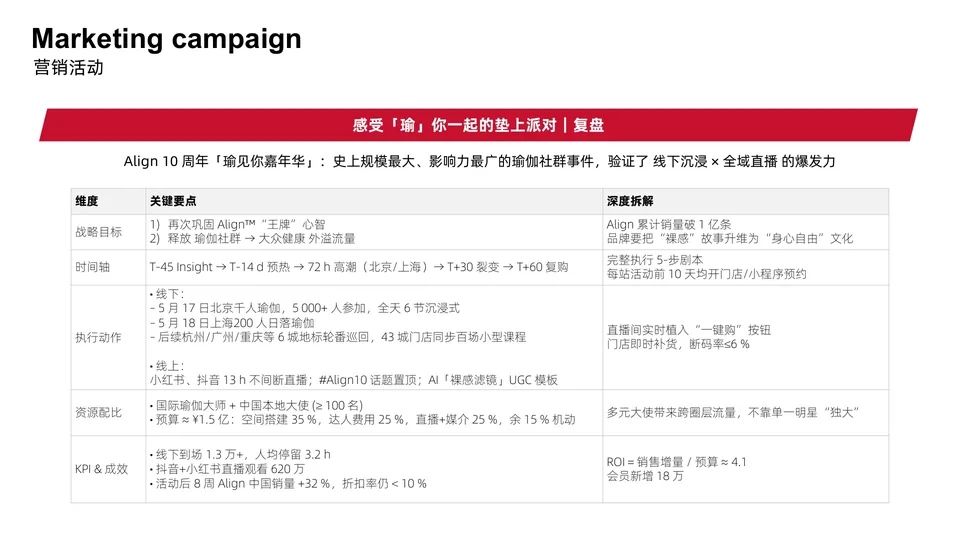 Marketing campaign
营销活动
感受「瑜」你一起的垫上派对｜复盘
Align 10 周年「瑜见你嘉年华」：史上规模最大、影响力最广的瑜伽社群事件，验证了 线下沉浸 × 全域直播 的爆发力
维度 关键要点 深度拆解
战略目标
1) 再次巩固 Align™ “王牌” 心智
2) 释放 瑜伽社群 → 大众健康 外溢流量
Align 累计销量破 1 亿条
品牌要把 “裸感” 故事升维为 “身心自由” 文化
时间轴
T-45 Insight → T-14 d 预热 → 72 h 高潮（北京/上海）→ T+30 裂变 → T+60 复购
完整执行 5-步剧本
每站活动前 10 天均开门店/小程序预约
执行动作
• 线下：
– 5 月 17 日北京千人瑜伽，5 000+ 人参加，全天 6 节沉浸式
– 5 月 18 日上海200 人日落瑜伽
– 后续杭州/广州/重庆等 6 城地标轮番巡回，43 城门店同步百场小型课程
• 线上：
小红书、抖音 13 h 不间断直播；#Align10 话题置顶；AI「裸感滤镜」UGC 模板
直播间实时植入 “一键购” 按钮
门店即时补货，断码率≤6 %
资源配比
• 国际瑜伽大师 + 中国本地大使 (≥ 100 名)
• 预算 ≈ ¥1.5 亿：空间搭建 35 %，达人费用 25 %，直播+媒介 25 %，余 15 % 机动
多元大使带来跨圈层流量，不靠单一明星 “独大”
KPI & 成效
• 线下到场 1.3 万+，人均停留 3.2 h
• 抖音+小红书直播观看 620 万
• 活动后 8 周 Align 中国销量 +32 %，折扣率仍 < 10 %
ROI = 销售增量 / 预算 ≈ 4.1
会员新增 18 万